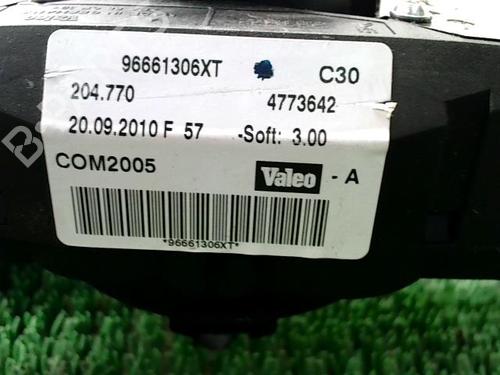 96661306XT C30
204.770 4773642
20.09.2010 F 57 -Soft: 3.00
COM2005 Valeo - A
*96661306XT*